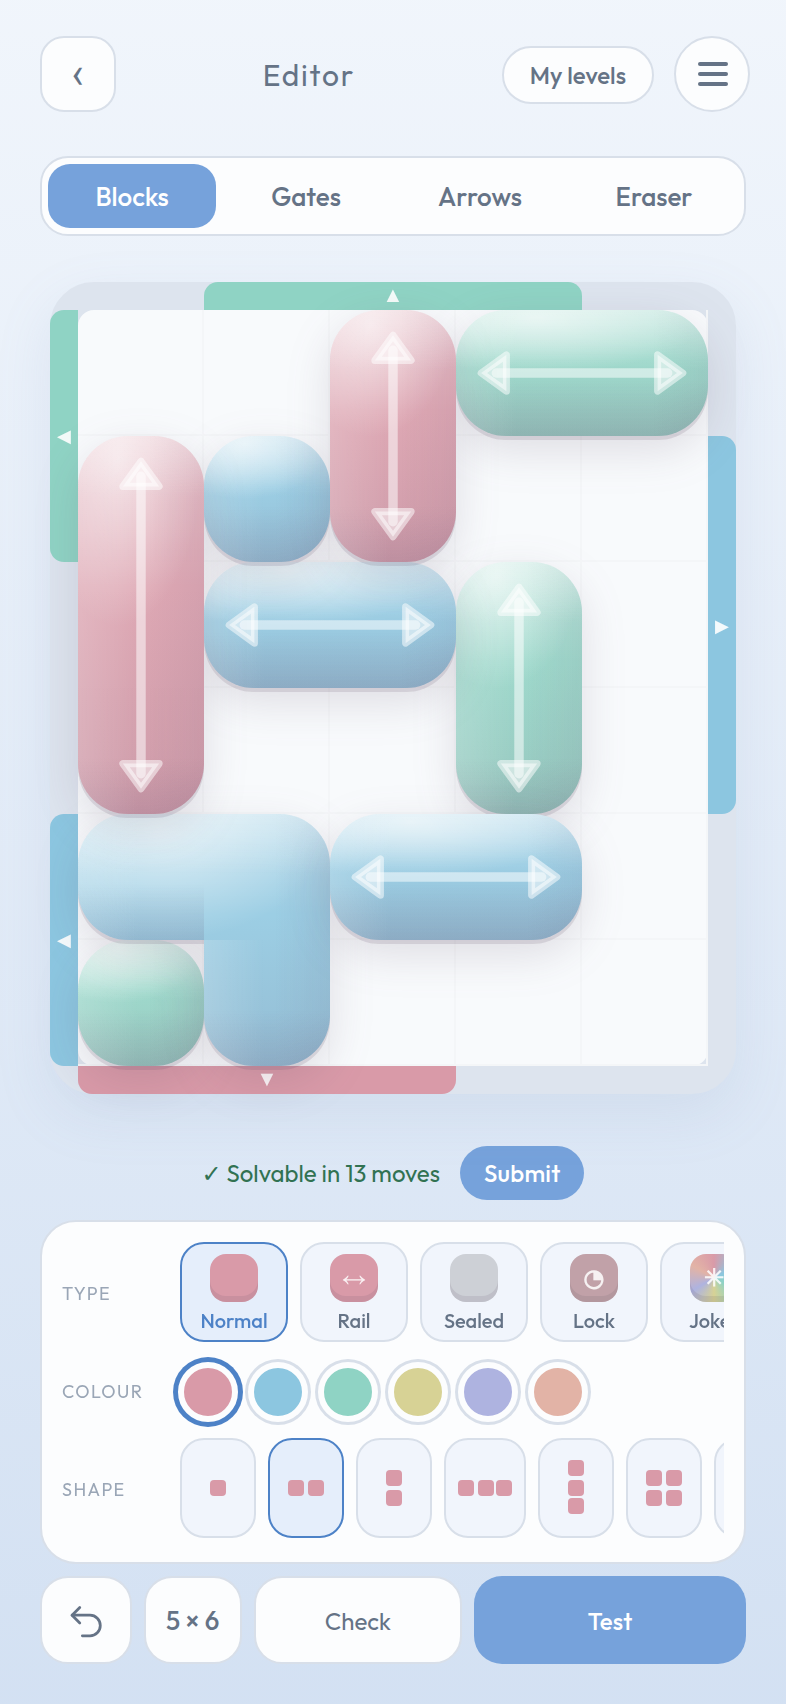 ‹
Editor
My levels
Blocks
Gates
Arrows
Eraser
✓ Solvable in 13 moves
Submit
TYPE
Normal
Rail
Sealed
Lock
Joke
COLOUR
SHAPE
5 × 6
Check
Test